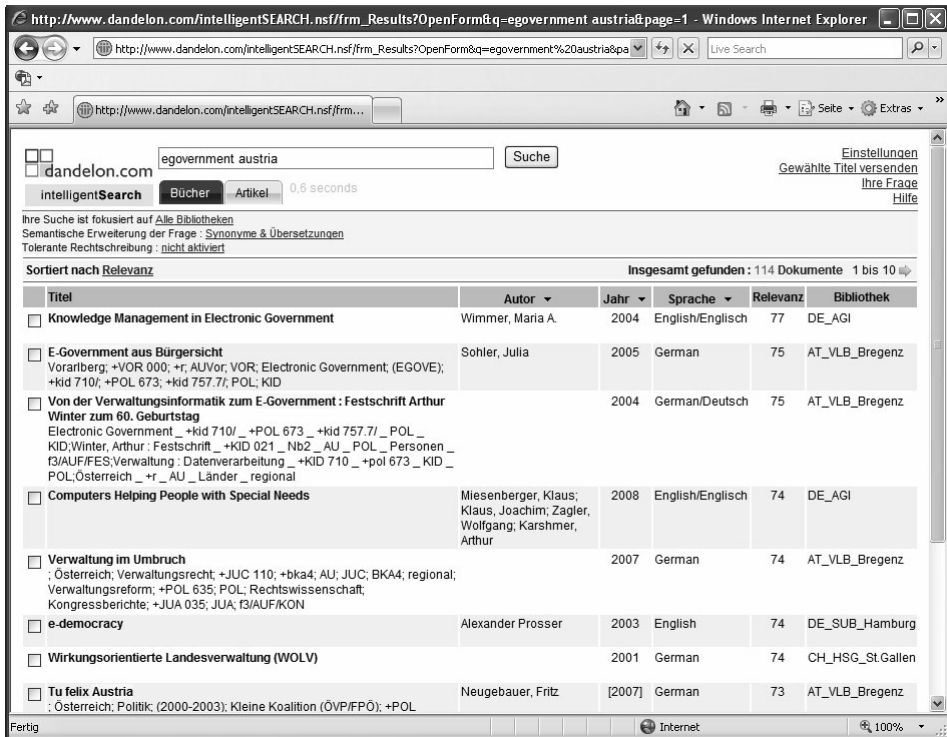 http://www.dandelon.com/intelligentSEARCH.nsf/frm_Results?OpenForm&q=egovernment austria&page=1 - Windows Internet Explorer
http://www.dandelon.com/intelligentSEARCH.nsf/frm_Results?OpenForm&q=egovernment%20austria&pa
Live Search
http://www.dandelon.com/intelligentSEARCH.nsf/frm...
Seite
Extras
dandelon.com
egovernment austria
Suche
intelligentSearch
Bücher
Artikel
0,6 seconds
Einstellungen
Gewählte Titel versenden
Ihre Frage
Hilfe
Ihre Suche ist fokusiert auf Alle Bibliotheken
Semantische Erweiterung der Frage : Synonyme & Übersetzungen
Tolerante Rechtschreibung : nicht aktiviert
Sortiert nach Relevanz
Insgesamt gefunden : 114 Dokumente 1 bis 10
Titel Autor Jahr Sprache Relevanz Bibliothek
Knowledge Management in Electronic Government Wimmer, Maria A. 2004 English/Englisch 77 DE_AGI
E-Government aus Bürgersicht Sohler, Julia 2005 German 75 AT_VLB_Bregenz
Vorarlberg; +VOR 000; +r; AUVor; VOR; Electronic Government; (EGOVE);
+kid 710/; +POL 673; +kid 757.7/; POL; KID
Von der Verwaltungsinformatik zum E-Government : Festschrift Arthur 2004 German/Deutsch 75 AT_VLB_Bregenz
Winter zum 60. Geburtstag
Electronic Government _ +kid 710/ _ +POL 673 _ +kid 757.7/ _ POL _
KID;Winter, Arthur : Festschrift _ +KID 021 _ Nb2 _ AU _ POL _ Personen _
f3/AUF/FES;Verwaltung : Datenverarbeitung _ +KID 710 _ +pol 673 _ KID _
POL;Österreich _ +r _ AU _ Länder _ regional
Computers Helping People with Special Needs Miesenberger, Klaus; 2008 English/Englisch 74 DE_AGI
Klaus, Joachim; Zagler,
Wolfgang; Karshmer,
Arthur
Verwaltung im Umbruch 2007 German 74 AT_VLB_Bregenz
; Österreich; Verwaltungsrecht; +JUC 110; +bka4; AU; JUC; BKA4; regional;
Verwaltungsreform; +POL 635; POL; Rechtswissenschaft;
Kongressberichte; +JUA 035; JUA; f3/AUF/KON
e-democracy Alexander Prosser 2003 English 74 DE_SUB_Hamburg
Wirkungsorientierte Landesverwaltung (WOLV) 2001 German 74 CH_HSG_St.Gallen
Tu felix Austria Neugebauer, Fritz [2007] German 73 AT_VLB_Bregenz
; Österreich; Politik; (2000-2003); Kleine Koalition (ÖVP/FPÖ); +POL
Fertig
Internet
100%